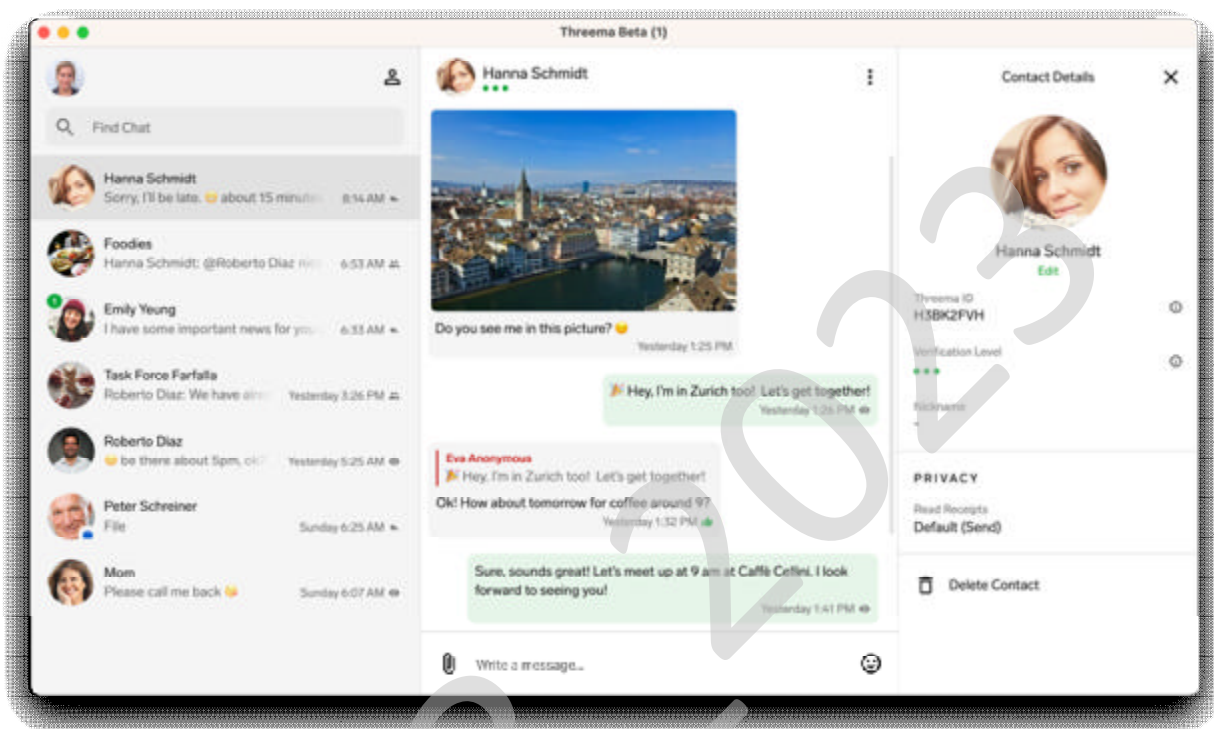 Threema Beta (1)
Find Chat
Hanna Schmidt
Sorry, I'll be late. 😊 about 15 minutes 8:14 AM
Foodies
Hanna Schmidt: @Roberto Diaz 6:53 AM
1
Emily Yeung
I have some important news for you 6:33 AM
Task Force Farfalla
Roberto Diaz: We have Yesterday 3:26 PM
Roberto Diaz
😊 be there about 5pm, ok? Yesterday 5:25 AM
Peter Schreiner
File Sunday 6:25 AM
Mom
Please call me back 😘 Sunday 6:07 AM
Hanna Schmidt
Do you see me in this picture? 😊
Yesterday 1:25 PM
🎉 Hey, I'm in Zurich too! Let's get together!
Yesterday 1:26 PM
Eva Anonymous
🎉 Hey, I'm in Zurich too! Let's get together!
Ok! How about tomorrow for coffee around 9?
Yesterday 1:32 PM
Sure, sounds great! Let's meet up at 9 am at Caffè Cellini. I look
forward to seeing you!
Yesterday 1:41 PM
Write a message...
Contact Details
Hanna Schmidt
Edit
Threema ID
H3BK2FVH
Verification Level
Nickname
-
PRIVACY
Read Receipts
Default (Send)
Delete Contact
2023